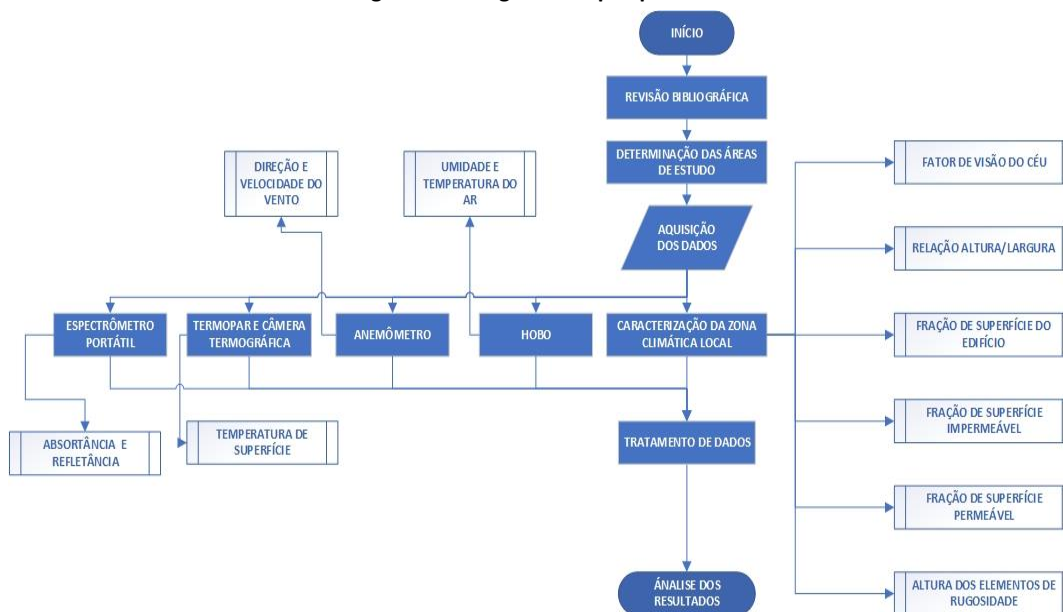 INÍCIO
REVISÃO BIBLIOGRÁFICA
DETERMINAÇÃO DAS ÁREAS
DE ESTUDO
AQUISIÇÃO
DOS DADOS
DIREÇÃO E
VELOCIDADE DO
VENTO
UMIDADE E
TEMPERATURA DO
AR
ESPECTRÔMETRO
PORTÁTIL
TERMOPAR E CÂMERA
TERMOGRÁFICA
ANEMÔMETRO
HOBO
CARACTERIZAÇÃO DA ZONA
CLIMÁTICA LOCAL
ABSORTÂNCIA E
REFLETÂNCIA
TEMPERATURA DE
SUPERFÍCIE
TRATAMENTO DE DADOS
ÁNALISE DOS
RESULTADOS
FATOR DE VISÃO DO CÉU
RELAÇÃO ALTURA/LARGURA
FRAÇÃO DE SUPERFÍCIE DO
EDIFÍCIO
FRAÇÃO DE SUPERFÍCIE
IMPERMEÁVEL
FRAÇÃO DE SUPERFÍCIE
PERMEÁVEL
ALTURA DOS ELEMENTOS DE
RUGOSIDADE